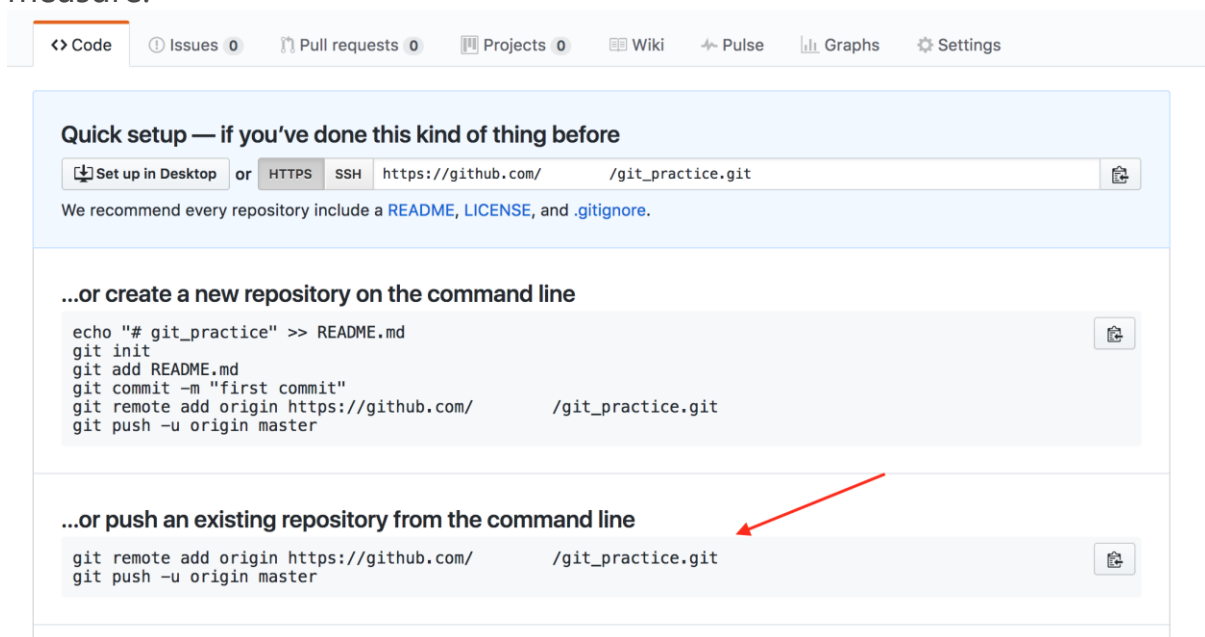 measure.
Code Issues 0 Pull requests 0 Projects 0 Wiki Pulse Graphs Settings
Quick setup — if you’ve done this kind of thing before
Set up in Desktop or HTTPS SSH https://github.com/ /git_practice.git
We recommend every repository include a README, LICENSE, and .gitignore.
...or create a new repository on the command line
echo "# git_practice" >> README.md
git init
git add README.md
git commit -m "first commit"
git remote add origin https://github.com/ /git_practice.git
git push -u origin master
...or push an existing repository from the command line
git remote add origin https://github.com/ /git_practice.git
git push -u origin master